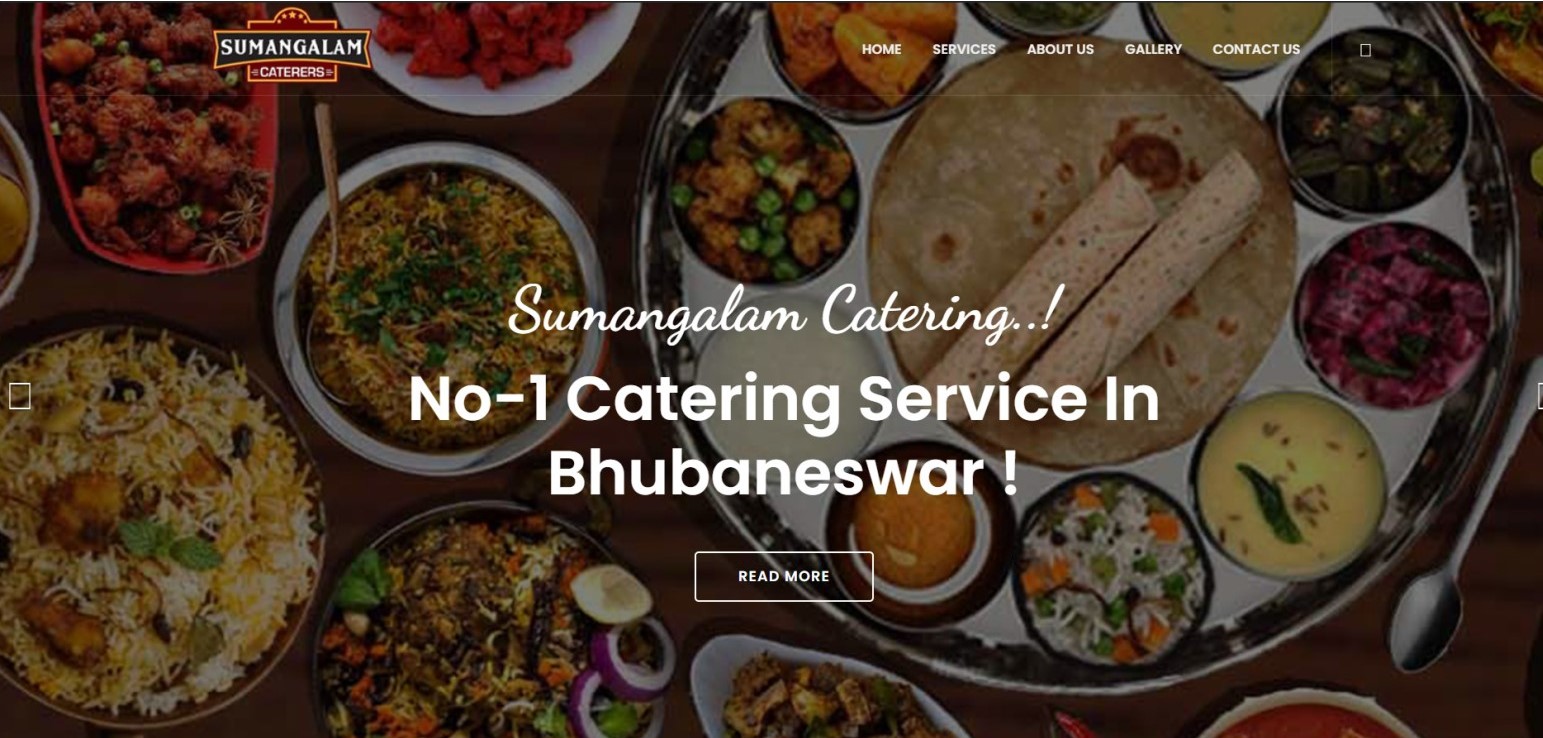 SUMANGALAM
CATERERS
HOME SERVICES ABOUT US GALLERY CONTACT US
Sumangalam Catering..!
No-1 Catering Service In
Bhubaneswar !
READ MORE